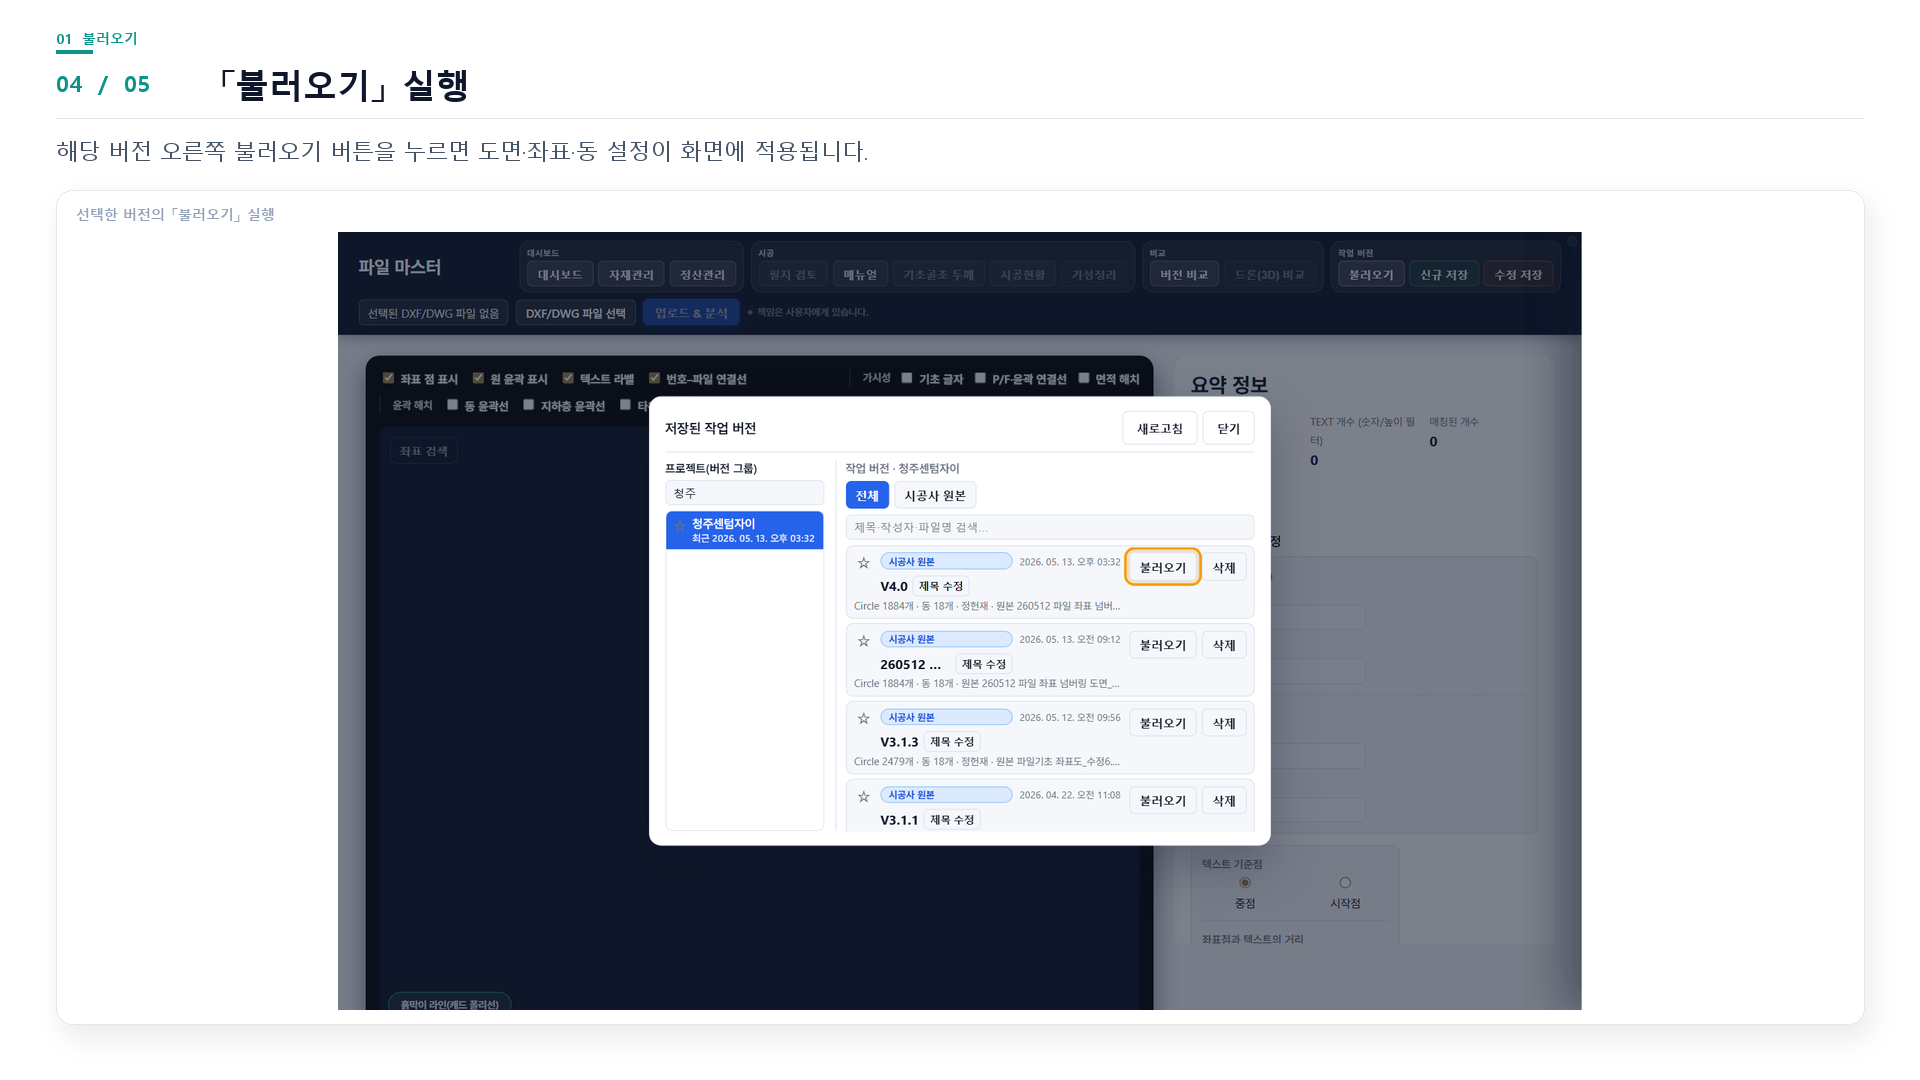 01 불러오기
04 / 05 「불러오기」 실행
해당 버전 오른쪽 불러오기 버튼을 누르면 도면·좌표·동 설정이 화면에 적용됩니다.
선택한 버전의 「불러오기」 실행
파일 마스터
대시보드
대시보드 자재관리 정산관리
시공
필지 검토 메뉴얼 기초골조 두께 시공현황 기성정리
비교
버전 비교 드론(3D) 비교
작업 버전
불러오기 신규 저장 수정 저장
선택된 DXF/DWG 파일 없음 DXF/DWG 파일 선택 업로드 & 분석 ● 책임은 사용자에게 있습니다.
좌표 점 표시 원 윤곽 표시 텍스트 라벨 번호–파일 연결선 가시성 기초 글자 P/F-윤곽 연결선 면적 해치
윤곽 해치 동 윤곽선 지하층 윤곽선 타
좌표 검색
요약 정보
TEXT 개수 (숫자/높이 필터)
0
매칭된 개수
0
정
저장된 작업 버전
새로고침 닫기
프로젝트(버전 그룹)
청주
☆ 청주센텀자이
최근 2026. 05. 13. 오후 03:32
작업 버전 · 청주센텀자이
전체 시공사 원본
제목·작성자·파일명 검색...
☆ 시공사 원본 2026. 05. 13. 오후 03:32 불러오기 삭제
V4.0 제목 수정
Circle 1884개 · 동 18개 · 정헌재 · 원본 260512 파일 좌표 넘버...
☆ 시공사 원본 2026. 05. 13. 오전 09:12 불러오기 삭제
260512 ... 제목 수정
Circle 1884개 · 동 18개 · 원본 260512 파일 좌표 넘버링 도면_...
☆ 시공사 원본 2026. 05. 12. 오전 09:56 불러오기 삭제
V3.1.3 제목 수정
Circle 2479개 · 동 18개 · 정헌재 · 원본 파일기초 좌표도_수정6....
☆ 시공사 원본 2026. 04. 22. 오전 11:08 불러오기 삭제
V3.1.1 제목 수정
텍스트 기준점
중점 시작점
좌표점과 텍스트의 거리
흙막이 라인(캐드 폴리선)